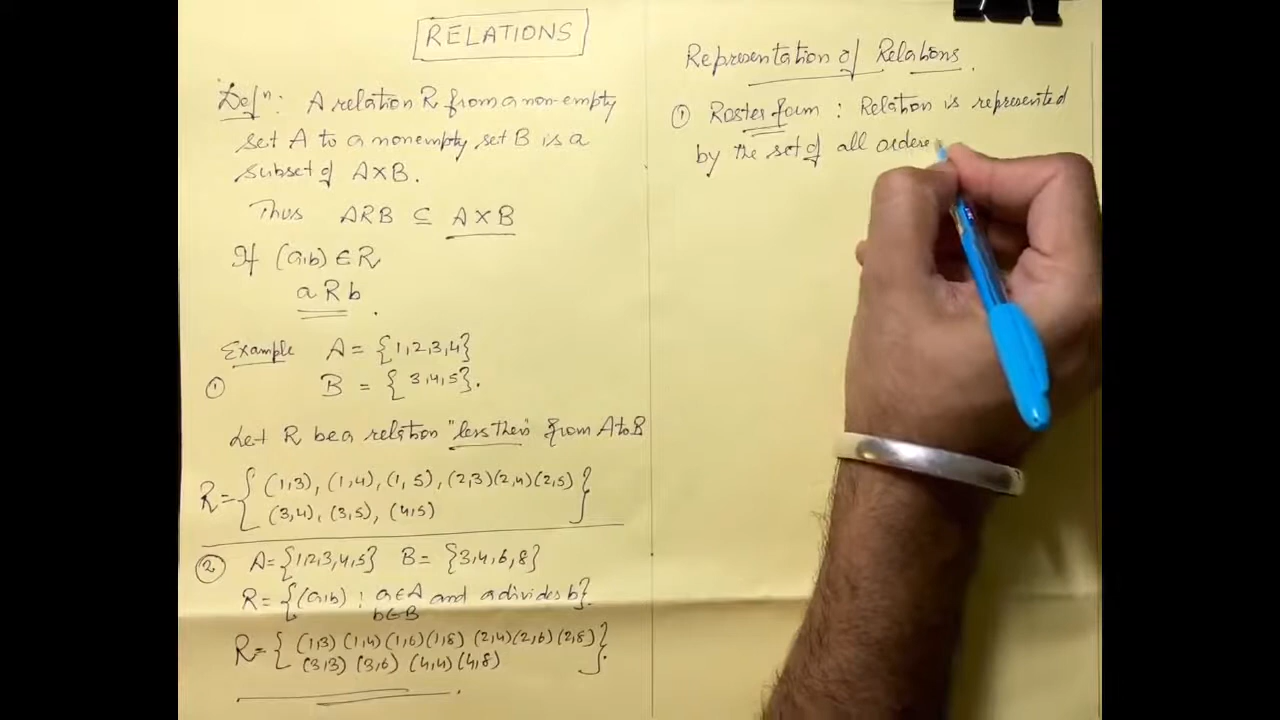 RELATIONS
Defⁿ: A relation R from a non-empty
set A to a nonempty set B is a
subset of A×B.
Thus ARB ⊆ A×B
If (a,b) ∈ R
a R b.
Example A = {1,2,3,4}
① B = {3,4,5}.
Let R be a relation "less then" from A to B
R = { (1,3), (1,4), (1,5), (2,3)(2,4)(2,5)
(3,4), (3,5), (4,5) }
② A={1,2,3,4,5} B= {3,4,6,8}
R= {(a,b) : a∈A and a divides b}.
b∈B
R= { (1,3) (1,4) (1,6)(1,8) (2,4)(2,6)(2,8)
(3,3) (3,6) (4,4)(4,8) }.
Representation of Relations.
① Roster form : Relation is represented
by the set of all ordere